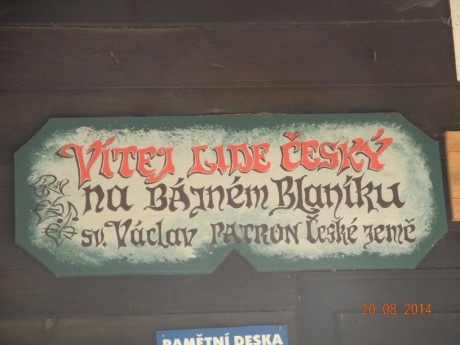 VÍTEJ LIDE ČESKÝ
na BÁJNÉM BLANÍKU
sv. Václav PATRON České země
20 08 2014
PAMĚTNÍ DESKA